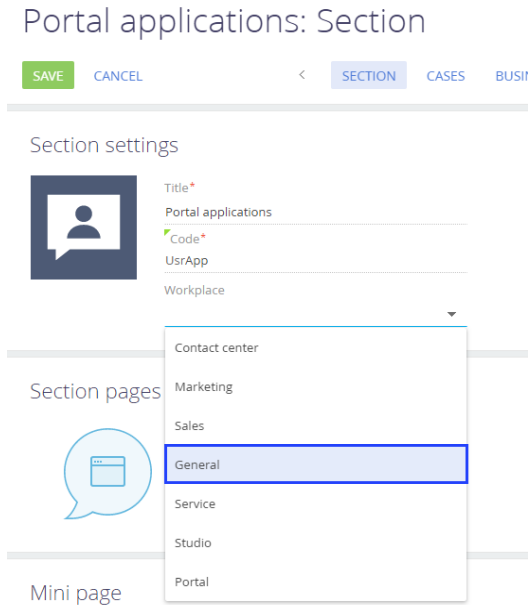 Portal applications: Section
SAVE CANCEL < SECTION CASES BUSIN
Section settings
Title*
Portal applications
Code*
UsrApp
Workplace
Contact center
Marketing
Section pages
Sales
General
Service
Studio
Portal
Mini page